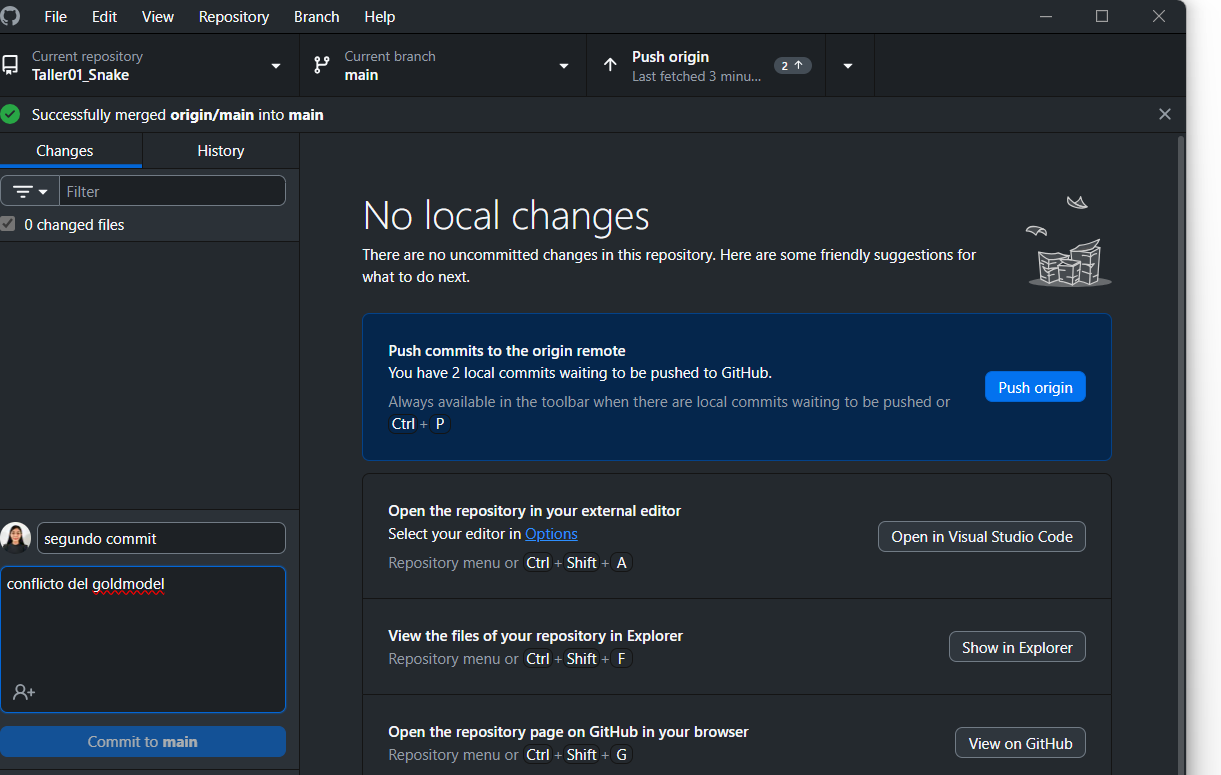 File Edit View Repository Branch Help
Current repository
Taller01_Snake
Current branch
main
Push origin
Last fetched 3 minu...
2
Successfully merged origin/main into main
Changes
History
Filter
0 changed files
No local changes
There are no uncommitted changes in this repository. Here are some friendly suggestions for
what to do next.
Push commits to the origin remote
You have 2 local commits waiting to be pushed to GitHub.
Always available in the toolbar when there are local commits waiting to be pushed or
Ctrl + P
Push origin
Open the repository in your external editor
Select your editor in Options
Repository menu or Ctrl + Shift + A
Open in Visual Studio Code
View the files of your repository in Explorer
Repository menu or Ctrl + Shift + F
Show in Explorer
Open the repository page on GitHub in your browser
Repository menu or Ctrl + Shift + G
View on GitHub
segundo commit
conflicto del goldmodel
Commit to main